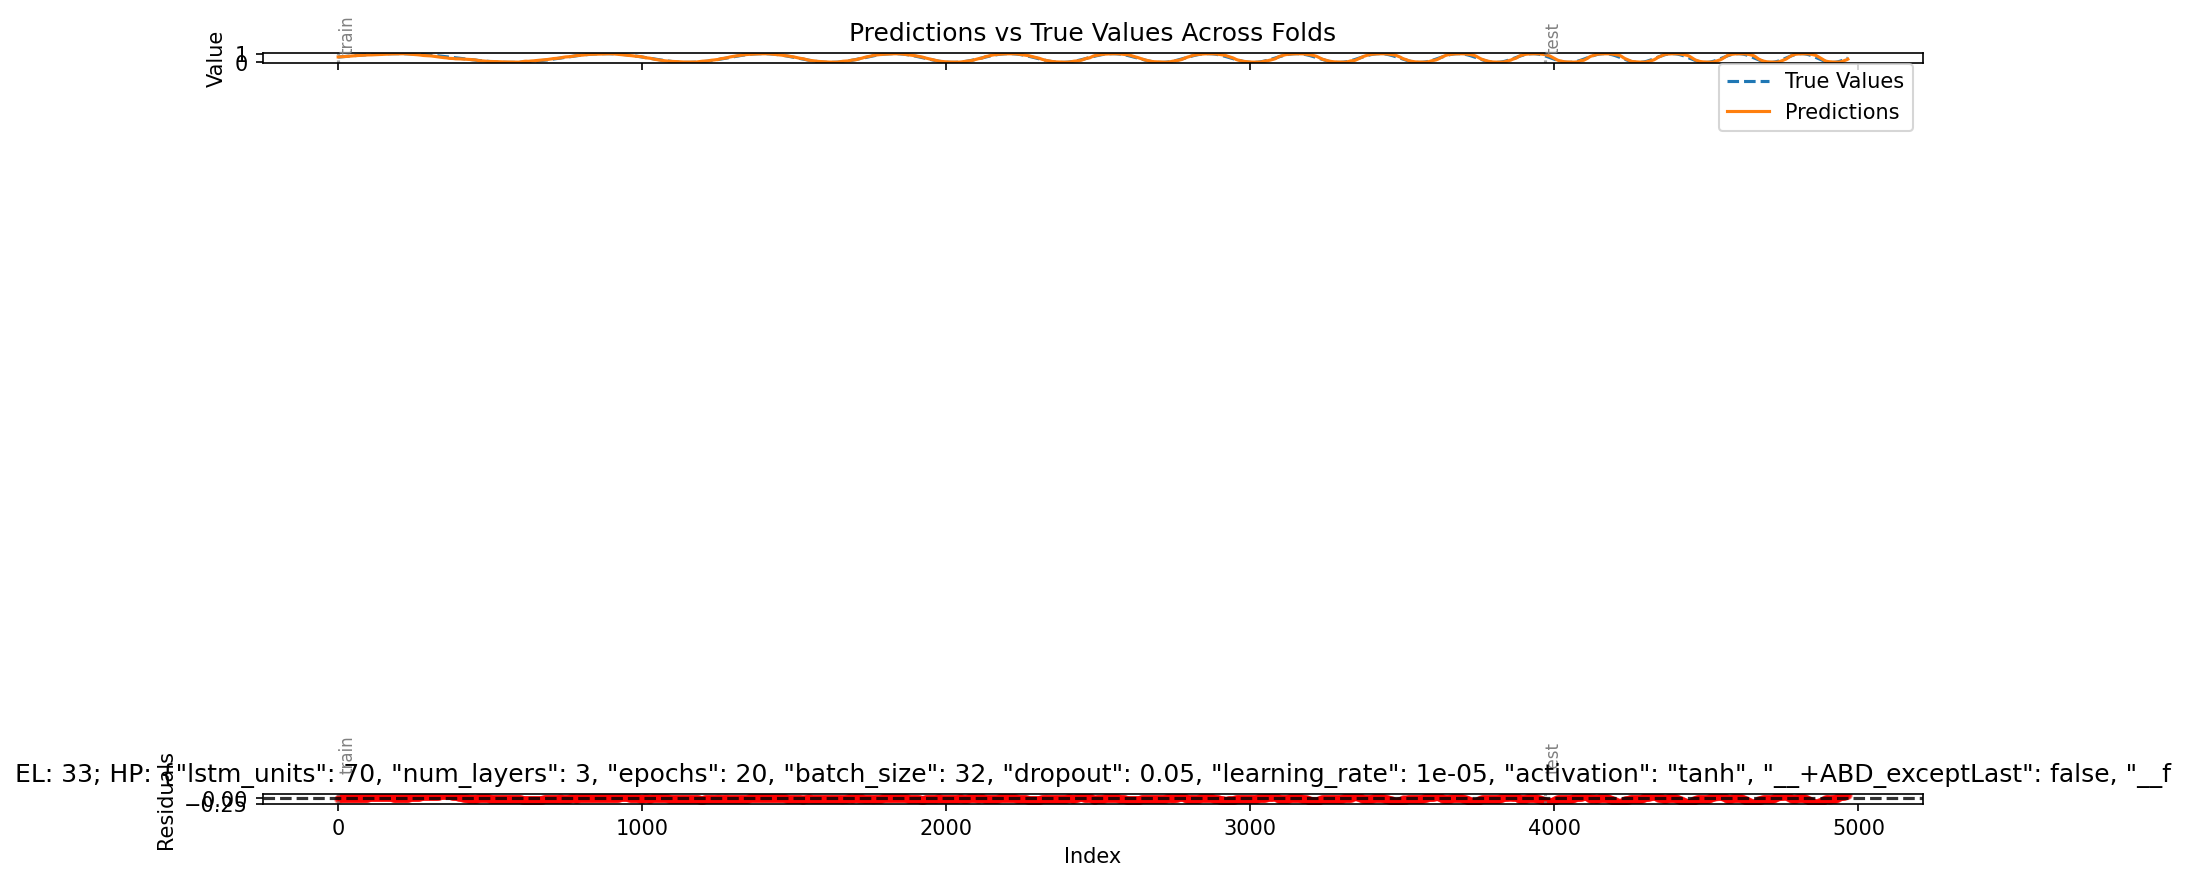 Predictions vs True Values Across Folds
train
test
Value
1
0
True Values
Predictions
train
test
EL: 33; HP: {"lstm_units": 70, "num_layers": 3, "epochs": 20, "batch_size": 32, "dropout": 0.05, "learning_rate": 1e-05, "activation": "tanh", "__+ABD_exceptLast": false, "__f
Residuals
−0.25
0 1000 2000 3000 4000 5000
Index